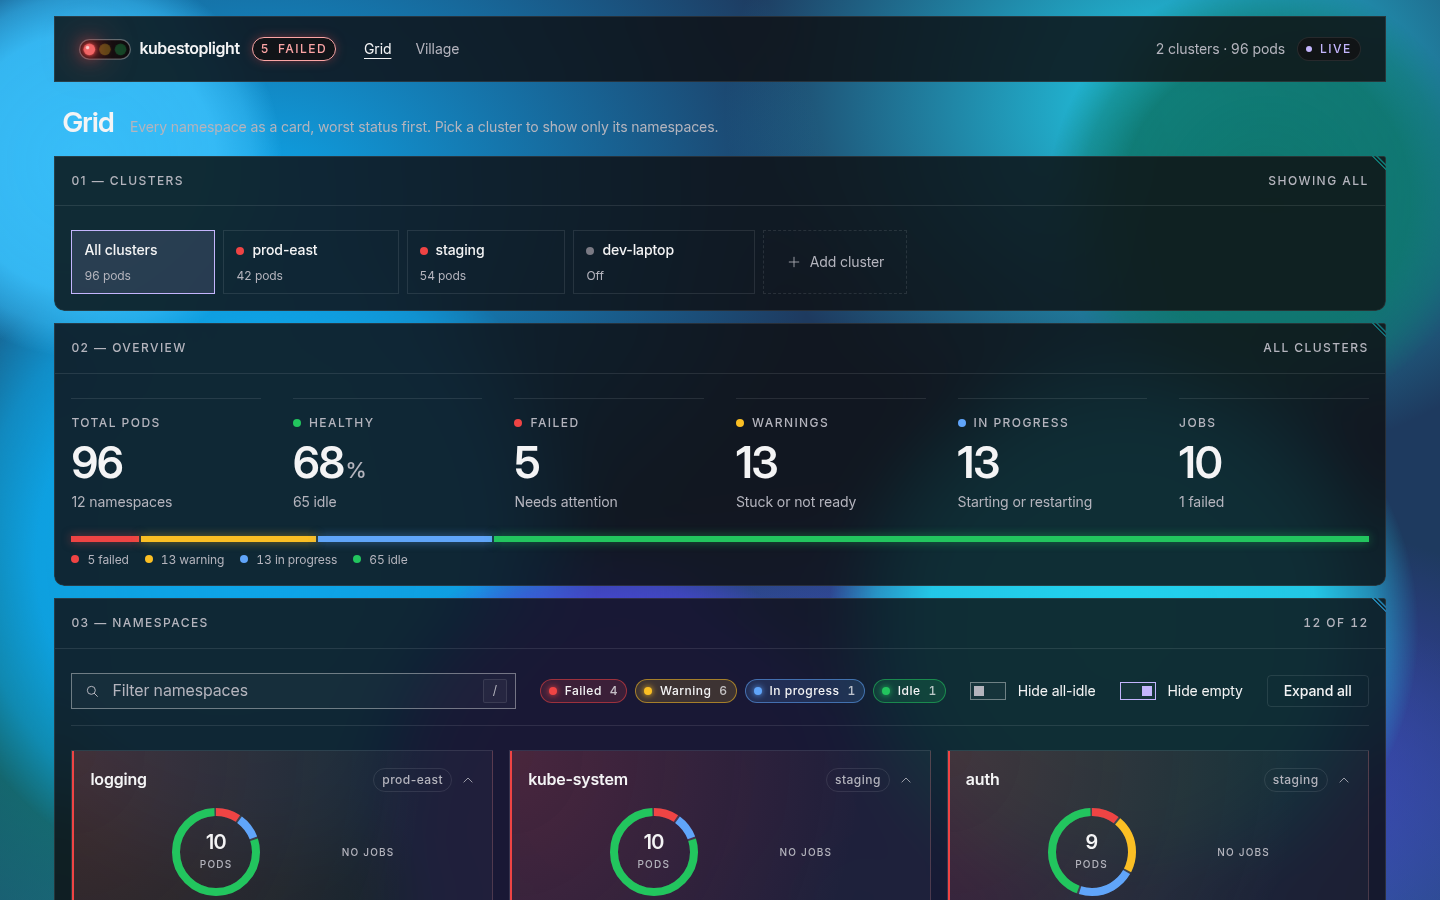 kubestoplight 5 FAILED Grid Village 2 clusters · 96 pods LIVE
Grid Every namespace as a card, worst status first. Pick a cluster to show only its namespaces.
01 — CLUSTERS SHOWING ALL
All clusters prod-east staging dev-laptop
96 pods 42 pods 54 pods Off
+ Add cluster
02 — OVERVIEW ALL CLUSTERS
TOTAL PODS HEALTHY FAILED WARNINGS IN PROGRESS JOBS
96 68% 5 13 13 10
12 namespaces 65 idle Needs attention Stuck or not ready Starting or restarting 1 failed
5 failed 13 warning 13 in progress 65 idle
03 — NAMESPACES 12 OF 12
Filter namespaces / Failed 4 Warning 6 In progress 1 Idle 1 Hide all-idle Hide empty Expand all
logging prod-east kube-system staging auth staging
10 10 9
PODS NO JOBS PODS NO JOBS PODS NO JOBS